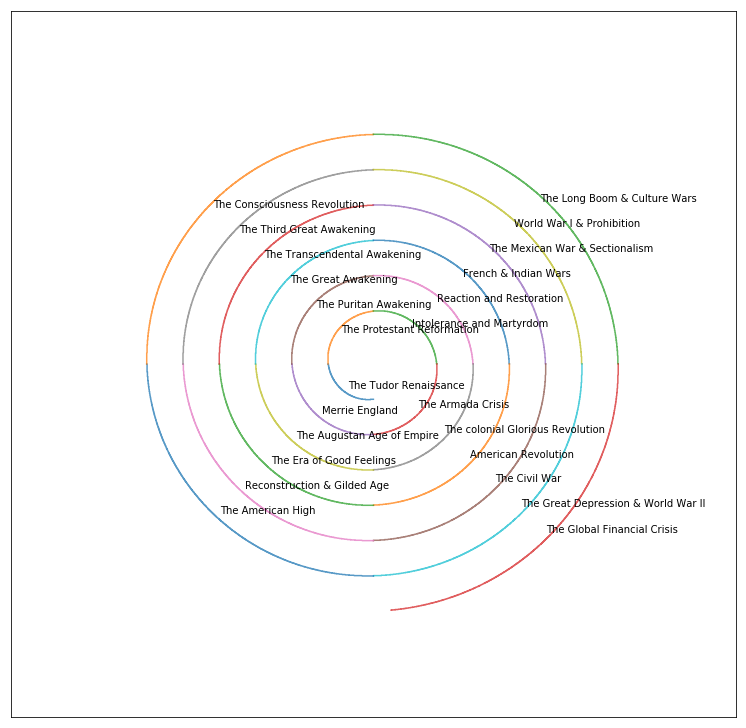 The Long Boom & Culture Wars
The Consciousness Revolution
World War I & Prohibition
The Third Great Awakening
The Mexican War & Sectionalism
The Transcendental Awakening
French & Indian Wars
The Great Awakening
Reaction and Restoration
The Puritan Awakening
Intolerance and Martyrdom
The Protestant Reformation
The Tudor Renaissance
The Armada Crisis
Merrie England
The colonial Glorious Revolution
The Augustan Age of Empire
American Revolution
The Era of Good Feelings
The Civil War
Reconstruction & Gilded Age
The Great Depression & World War II
The American High
The Global Financial Crisis